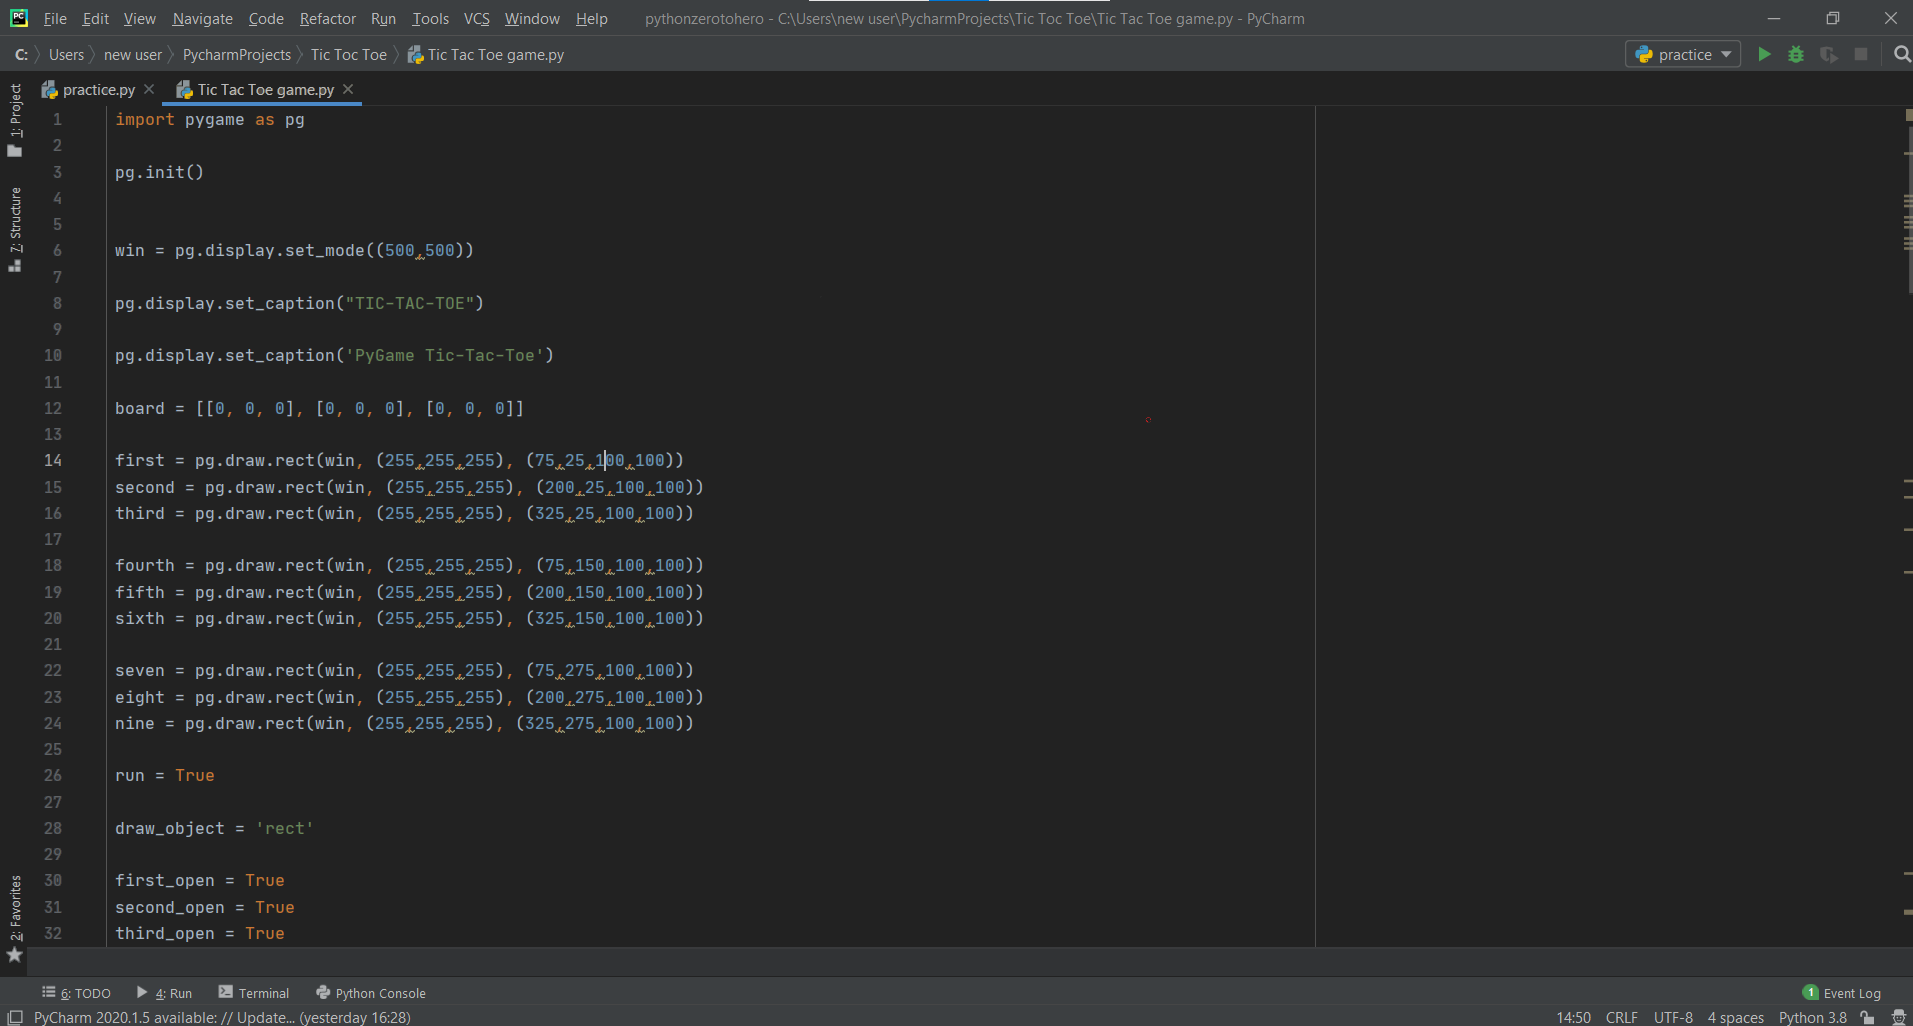 File Edit View Navigate Code Refactor Run Tools VCS Window Help pythonzerotohero - C:\Users\new user\PycharmProjects\Tic Toc Toe\Tic Tac Toe game.py - PyCharm
C: Users new user PycharmProjects Tic Toc Toe Tic Tac Toe game.py practice
practice.py Tic Tac Toe game.py
1: Project
7: Structure
2: Favorites
1 import pygame as pg
2
3 pg.init()
4
5
6 win = pg.display.set_mode((500,500))
7
8 pg.display.set_caption("TIC-TAC-TOE")
9
10 pg.display.set_caption('PyGame Tic-Tac-Toe')
11
12 board = [[0, 0, 0], [0, 0, 0], [0, 0, 0]]
13
14 first = pg.draw.rect(win, (255,255,255), (75,25,100,100))
15 second = pg.draw.rect(win, (255,255,255), (200,25,100,100))
16 third = pg.draw.rect(win, (255,255,255), (325,25,100,100))
17
18 fourth = pg.draw.rect(win, (255,255,255), (75,150,100,100))
19 fifth = pg.draw.rect(win, (255,255,255), (200,150,100,100))
20 sixth = pg.draw.rect(win, (255,255,255), (325,150,100,100))
21
22 seven = pg.draw.rect(win, (255,255,255), (75,275,100,100))
23 eight = pg.draw.rect(win, (255,255,255), (200,275,100,100))
24 nine = pg.draw.rect(win, (255,255,255), (325,275,100,100))
25
26 run = True
27
28 draw_object = 'rect'
29
30 first_open = True
31 second_open = True
32 third_open = True
6: TODO 4: Run Terminal Python Console 1 Event Log
PyCharm 2020.1.5 available: // Update... (yesterday 16:28) 14:50 CRLF UTF-8 4 spaces Python 3.8